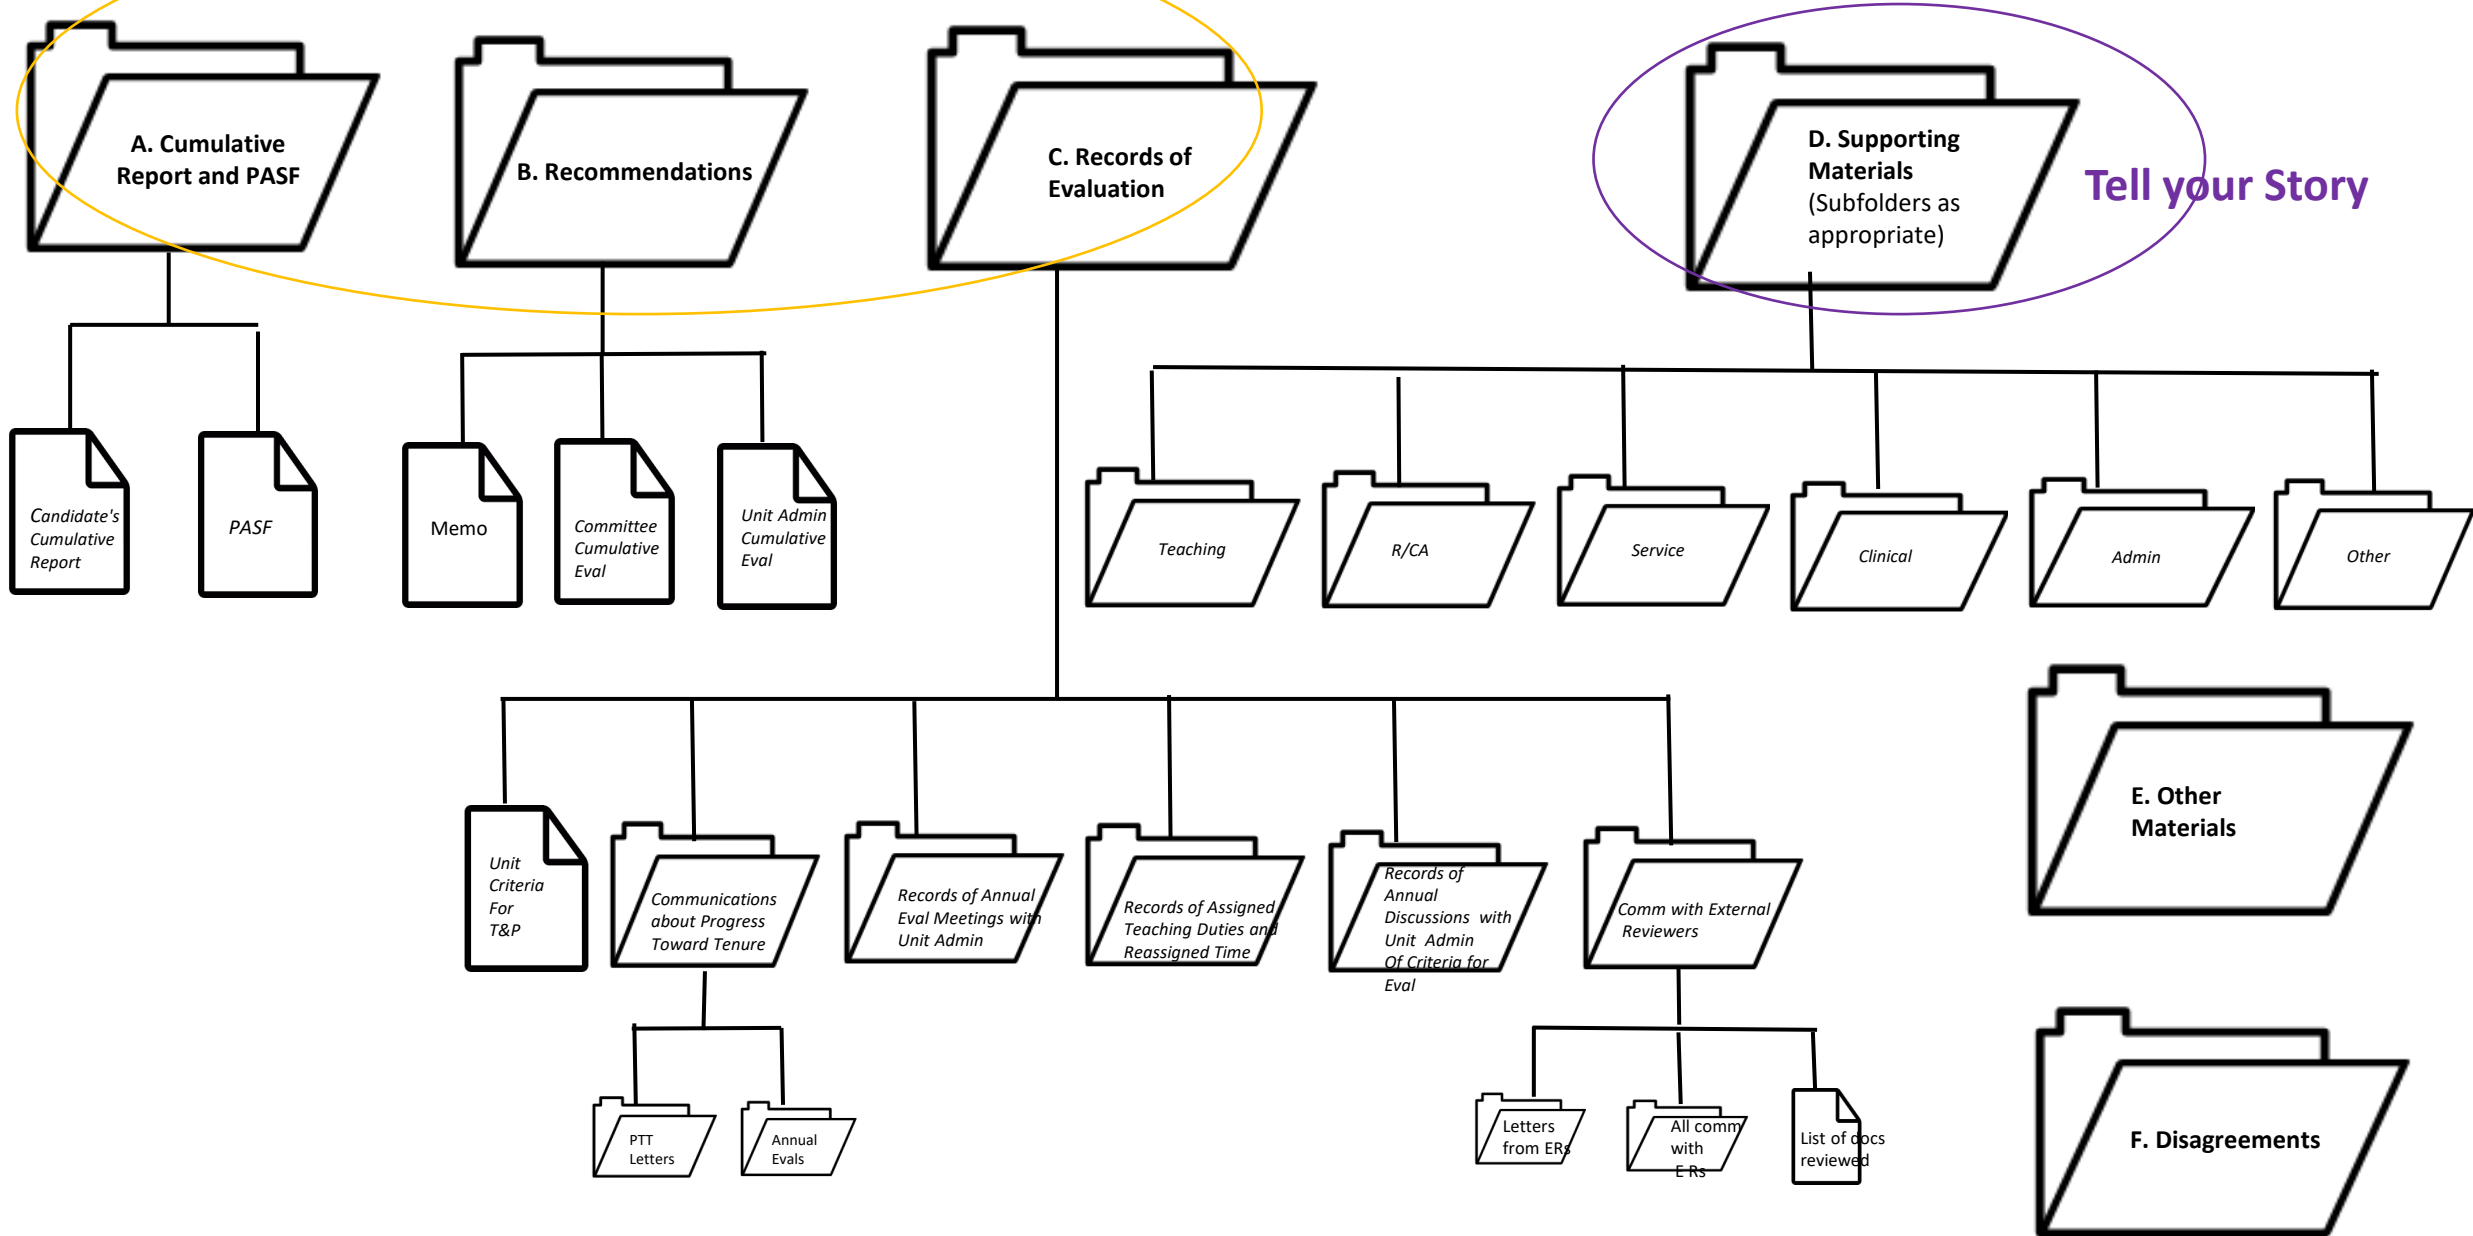 A. Cumulative
Report and PASF
B. Recommendations
C. Records of
Evaluation
D. Supporting
Materials
(Subfolders as
appropriate)
Tell your Story
Candidate's
Cumulative
Report
PASF
Memo
Committee
Cumulative
Eval
Unit Admin
Cumulative
Eval
Teaching
R/CA
Service
Clinical
Admin
Other
Unit
Criteria
For
T&P
Communications
about Progress
Toward Tenure
Records of Annual
Eval Meetings with
Unit Admin
Records of Assigned
Teaching Duties and
Reassigned Time
Records of
Annual
Discussions with
Unit Admin
Of Criteria for
Eval
Comm with External
Reviewers
E. Other
Materials
PTT
Letters
Annual
Evals
Letters
from ERs
All comm
with
E Rs
List of docs
reviewed
F. Disagreements